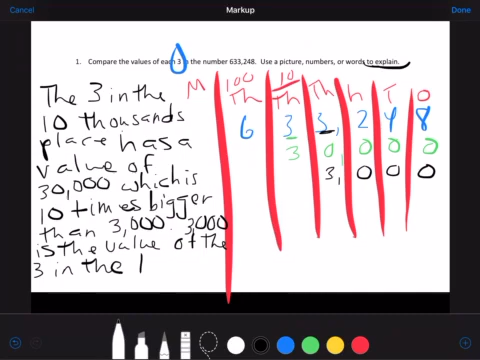 Cancel Markup Done
1. Compare the values of each 3 in the number 633,248. Use a picture, numbers, or words to explain.
The 3 in the
10 thousands
place has a
value of
30,000 which is
10 times bigger
than 3,000. 3,000
is the value of the
3 in the 1
M 100 Th 10 Th Th h T O
6 3 3, 2 4 8
3 0, 0 0 0
3, 0 0 0